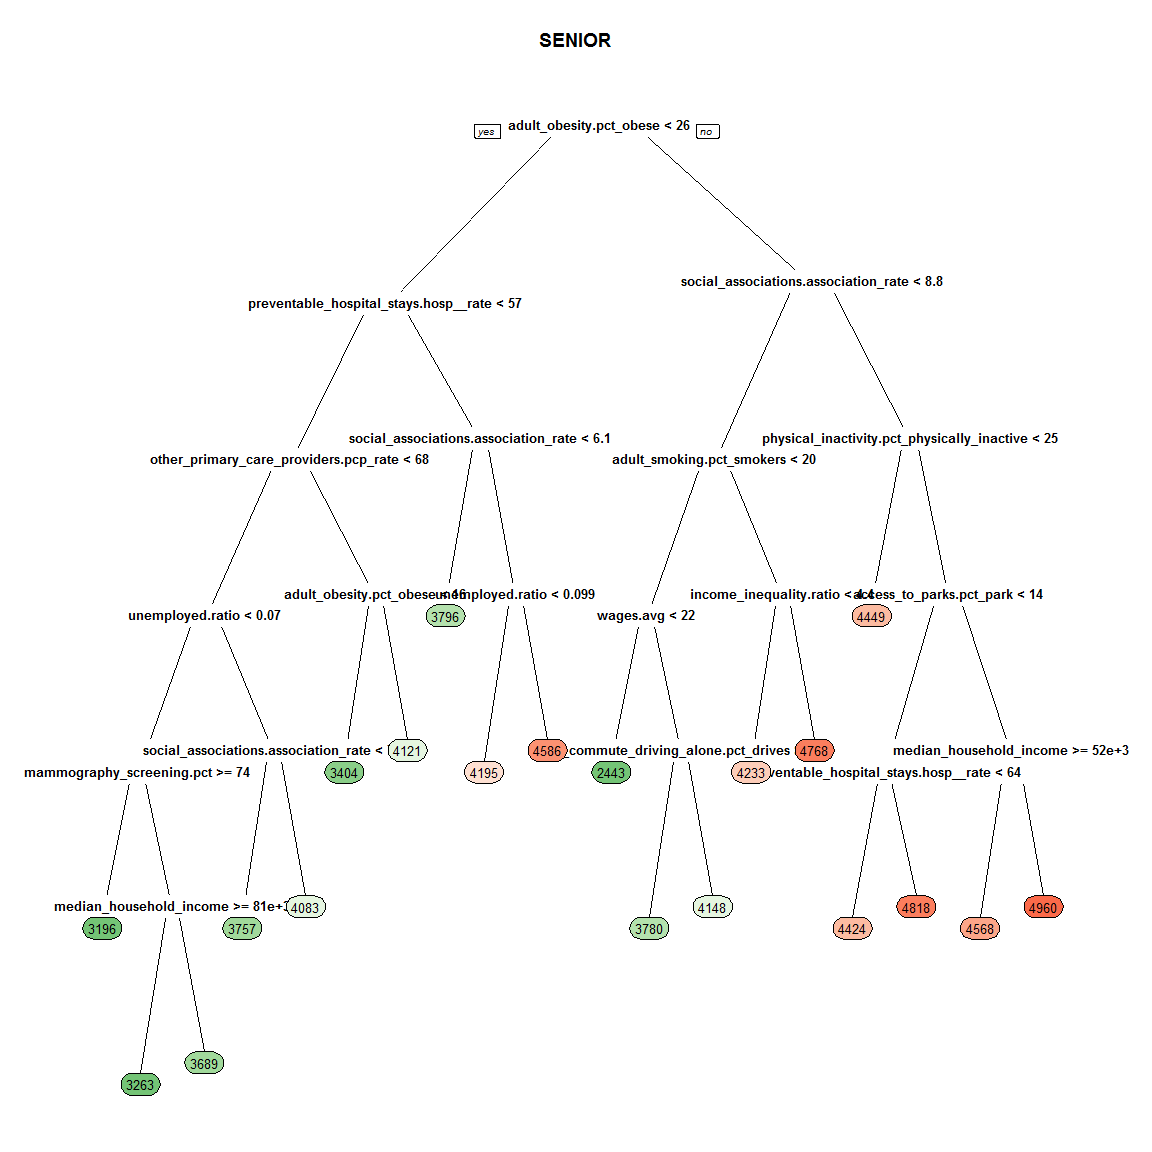 SENIOR
yes
adult_obesity.pct_obese < 26
no
social_associations.association_rate < 8.8
preventable_hospital_stays.hosp__rate < 57
social_associations.association_rate < 6.1
physical_inactivity.pct_physically_inactive < 25
other_primary_care_providers.pcp_rate < 68
adult_smoking.pct_smokers < 20
adult_obesity.pct_obese <
unemployed.ratio < 0.099
income_inequality.ratio <
access_to_parks.pct_park < 14
unemployed.ratio < 0.07
3796
wages.avg < 22
4449
social_associations.association_rate <
4121
4586
commute_driving_alone.pct_drives
4768
median_household_income >= 52e+3
mammography_screening.pct >= 74
3404
4195
2443
4233
ventable_hospital_stays.hosp__rate < 64
median_household_income >= 81e+3
4083
4148
4818
4960
3196
3757
3780
4424
4568
3689
3263